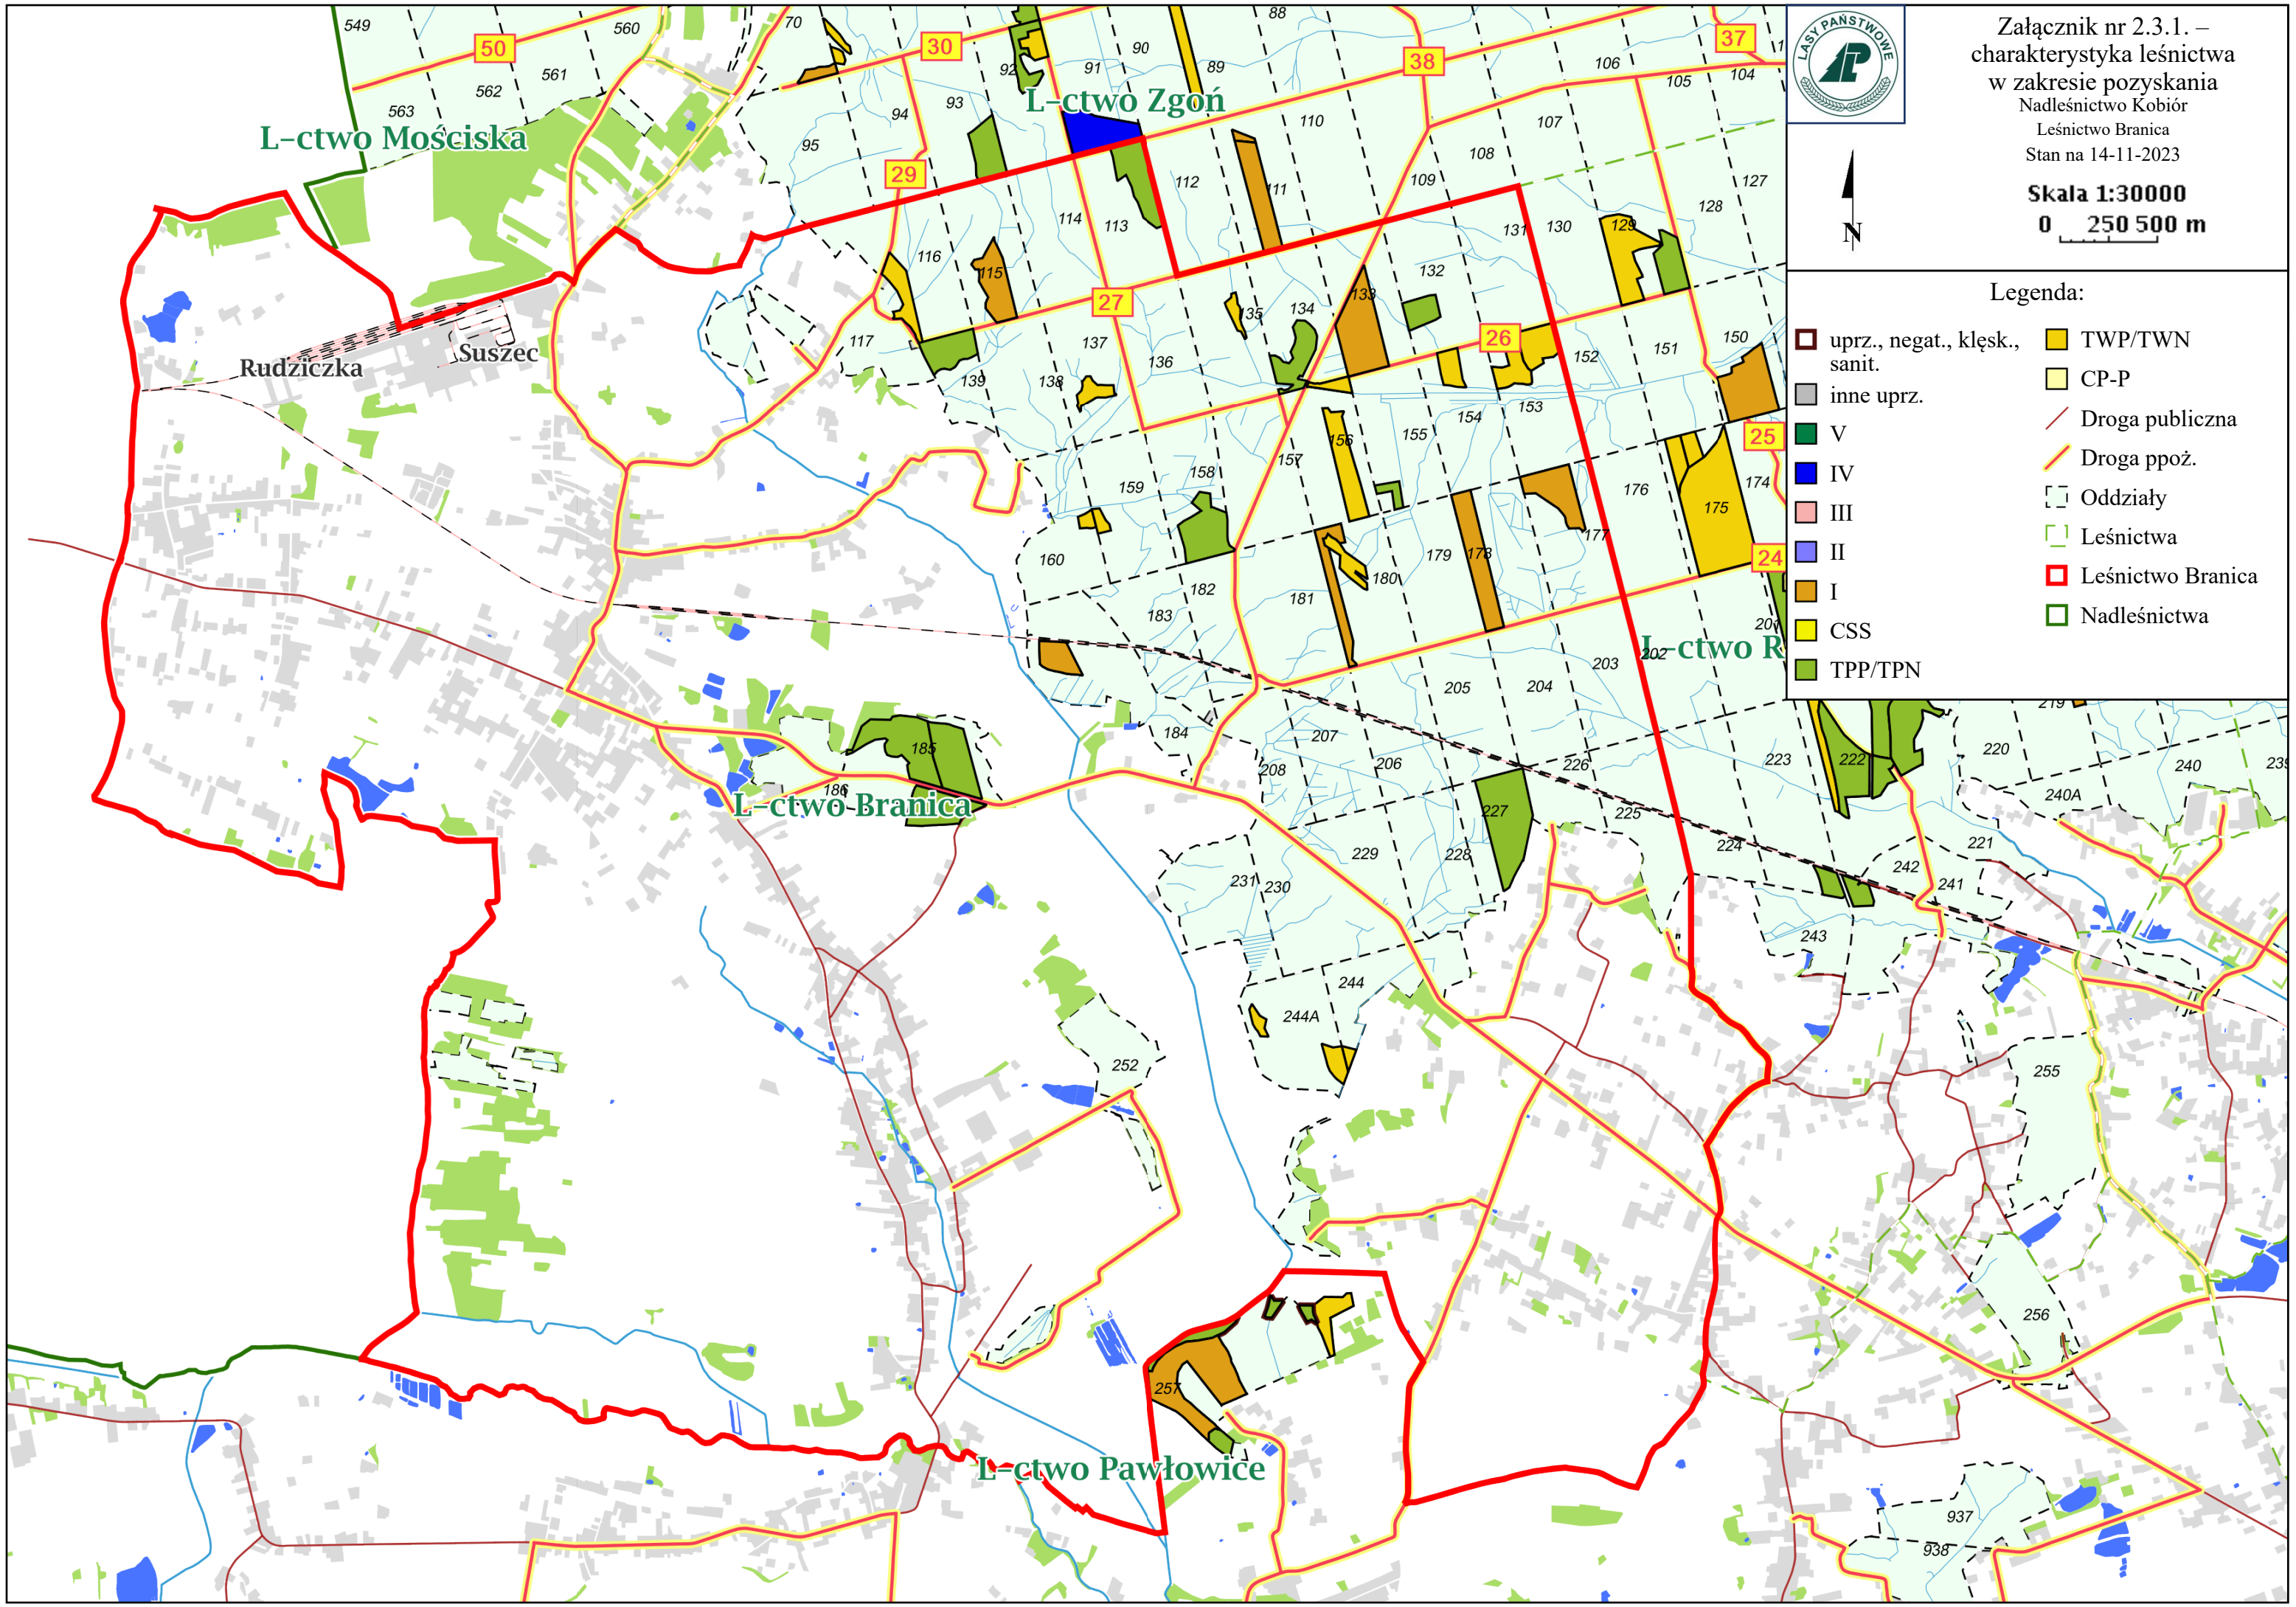 Załącznik nr 2.3.1. –
charakterystyka leśnictwa
w zakresie pozyskania
Nadleśnictwo Kobiór
Leśnictwo Branica
Stan na 14-11-2023
LASY PAŃSTWOWE
N
Skala 1:30000
0 250 500 m
Legenda:
uprz., negat., klęsk.,
sanit.
inne uprz.
V
IV
III
II
I
CSS
TPP/TPN
TWP/TWN
CP-P
Droga publiczna
Droga ppoż.
Oddziały
Leśnictwa
Leśnictwo Branica
Nadleśnictwa
549
560
70
88
50
30
38
37
561
562
563
92
91
90
89
106
105
104
L–ctwo Mościska
L–ctwo Zgoń
95
94
93
110
107
108
109
127
128
29
112
111
114
113
116
115
131
130
129
132
133
134
135
27
26
117
137
136
138
139
152
151
150
Rudziczka
Suszec
153
154
155
156
157
158
159
160
25
24
174
175
176
177
178
179
180
181
182
183
184
201
202
203
204
205
L–ctwo R
185
186
L–ctwo Branica
206
207
208
219
220
221
222
223
224
225
226
227
228
229
230
231
240
240A
241
242
243
244
244A
252
255
256
257
L–ctwo Pawłowice
937
938